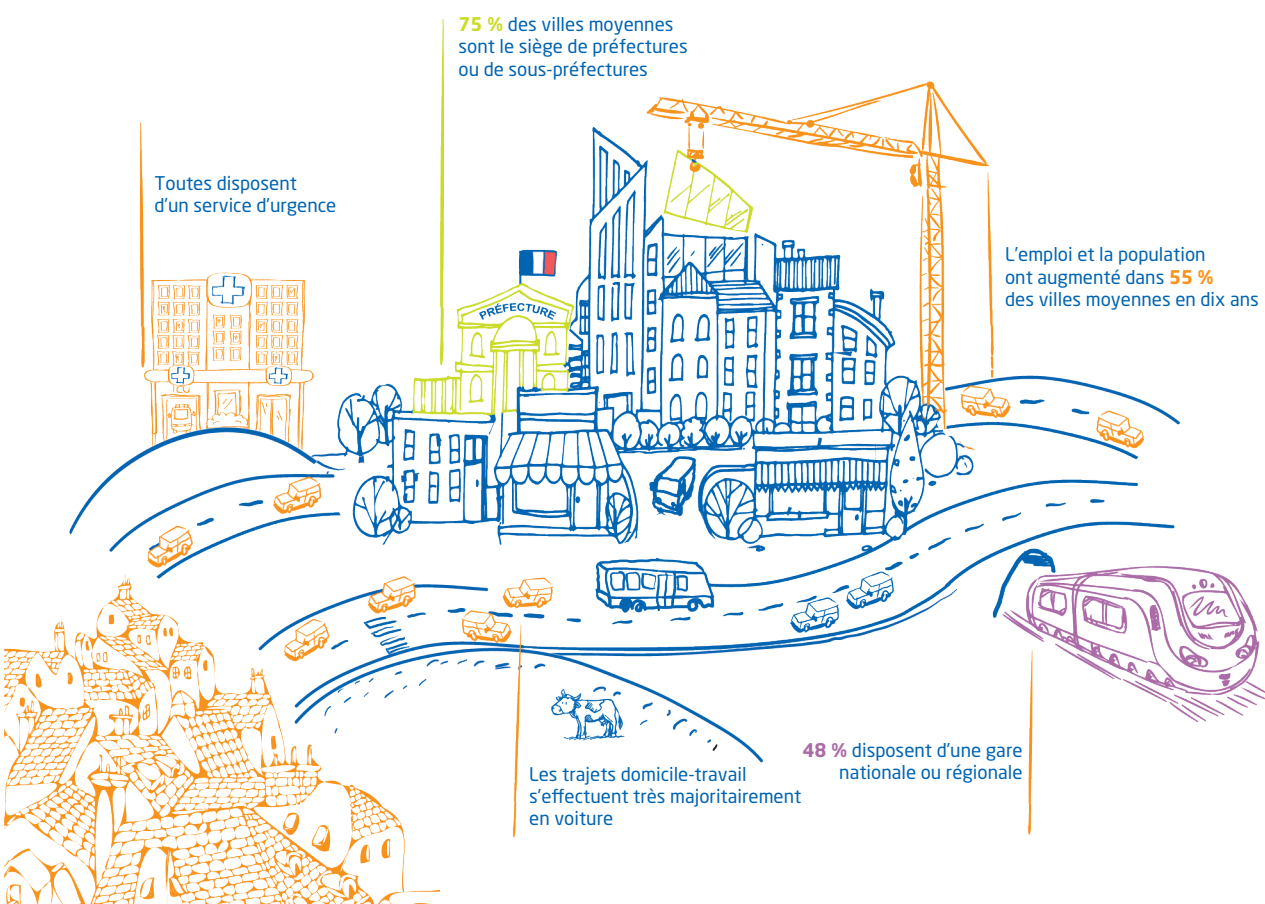 75 % des villes moyennes
sont le siège de préfectures
ou de sous-préfectures
Toutes disposent
d'un service d'urgence
L'emploi et la population
ont augmenté dans 55 %
des villes moyennes en dix ans
PRÉFECTURE
Les trajets domicile-travail
s'effectuent très majoritairement
en voiture
48 % disposent d'une gare
nationale ou régionale